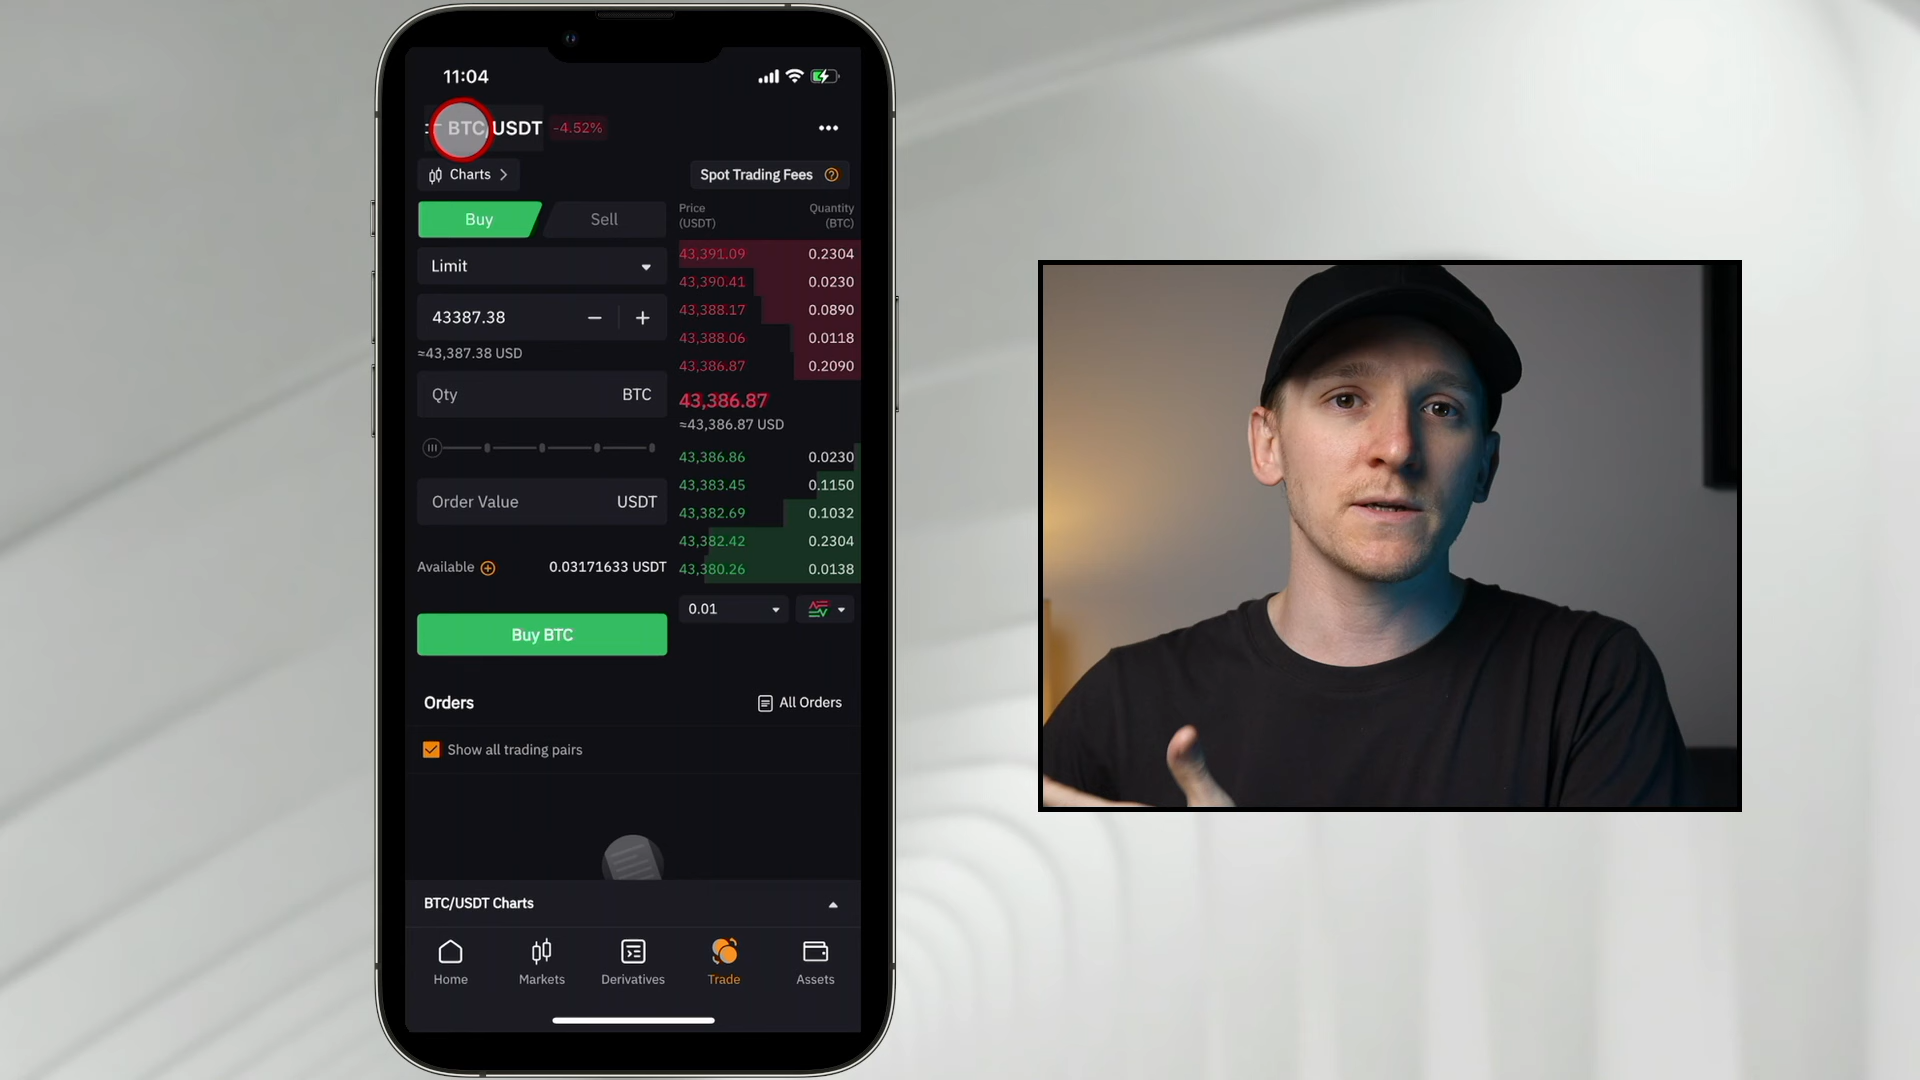 11:04
BTC/USDT -4.52%
Charts
Spot Trading Fees
Buy Sell
Price (USDT) Quantity (BTC)
Limit
43387.38
≈43,387.38 USD
Qty BTC
Order Value USDT
Available 0.03171633 USDT
Buy BTC
43,391.09 0.2304
43,390.41 0.0230
43,388.17 0.0890
43,388.06 0.0118
43,386.87 0.2090
43,386.87
≈43,386.87 USD
43,386.86 0.0230
43,383.45 0.1150
43,382.69 0.1032
43,382.42 0.2304
43,380.26 0.0138
0.01
Orders All Orders
Show all trading pairs
BTC/USDT Charts
Home Markets Derivatives Trade Assets